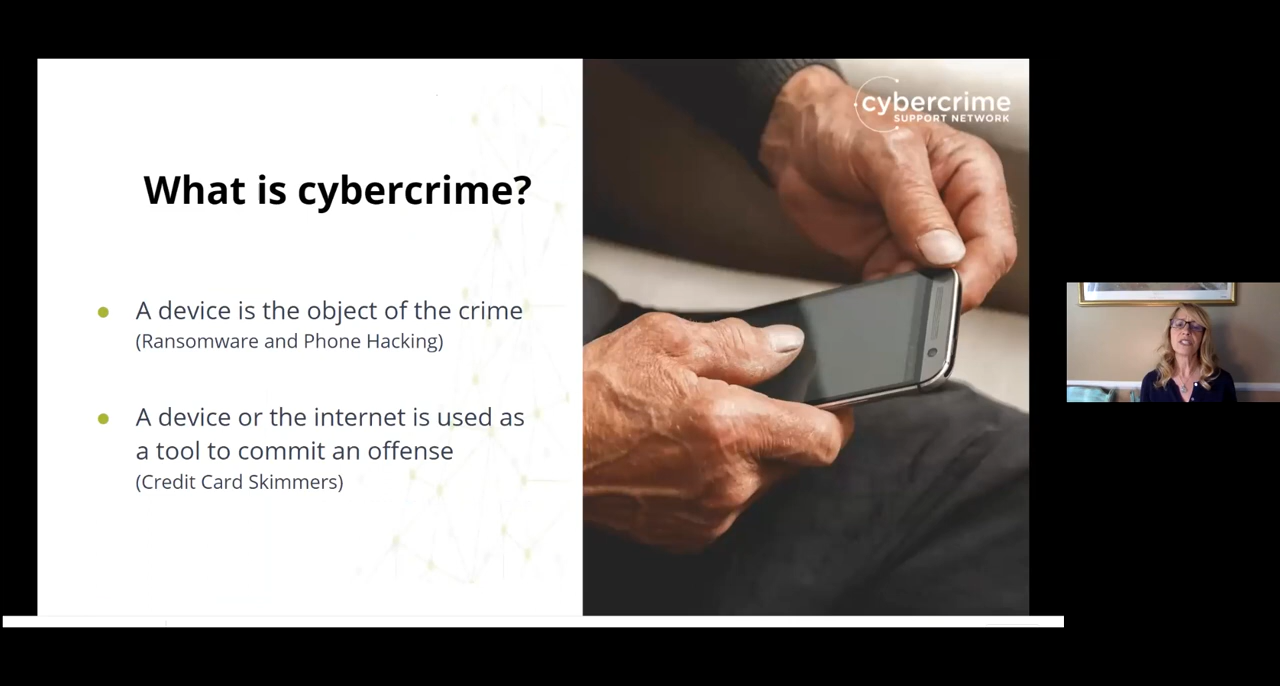 cybercrime
SUPPORT NETWORK
What is cybercrime?
A device is the object of the crime
(Ransomware and Phone Hacking)
A device or the internet is used as
a tool to commit an offense
(Credit Card Skimmers)